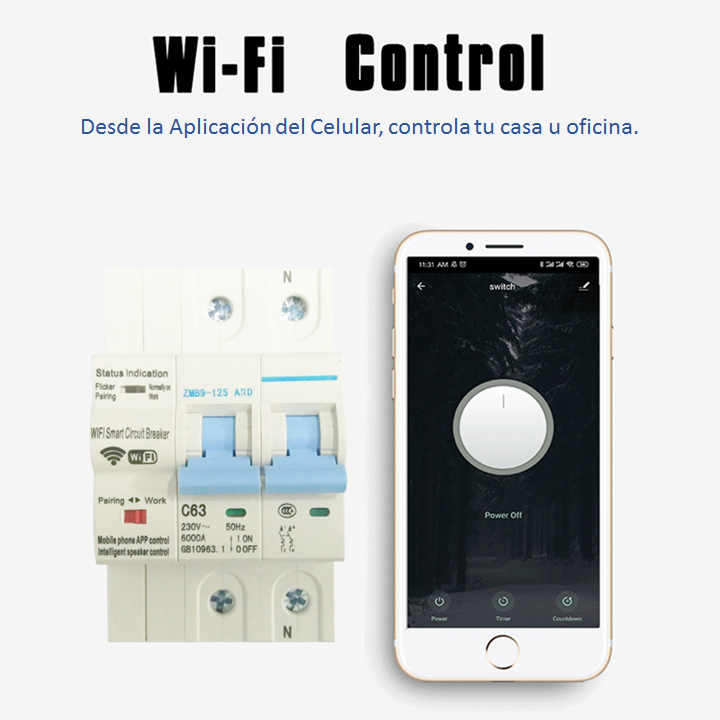 Wi-Fi Control
Desde la Aplicación del Celular, controla tu casa u oficina.
N
Status Indication
Flicker Normally on
Pairing Work
ZMB9-125 ARD
WIFI Smart Circuit Breaker
WiFi
Pairing ◄► Work
Mobile phone APP control
Intelligent speaker control
C63
230V~ 50Hz
6000A I ON
GB10963.1 O OFF
CCC
N
11:31 AM
switch
Power Off
Power Timer Countdown